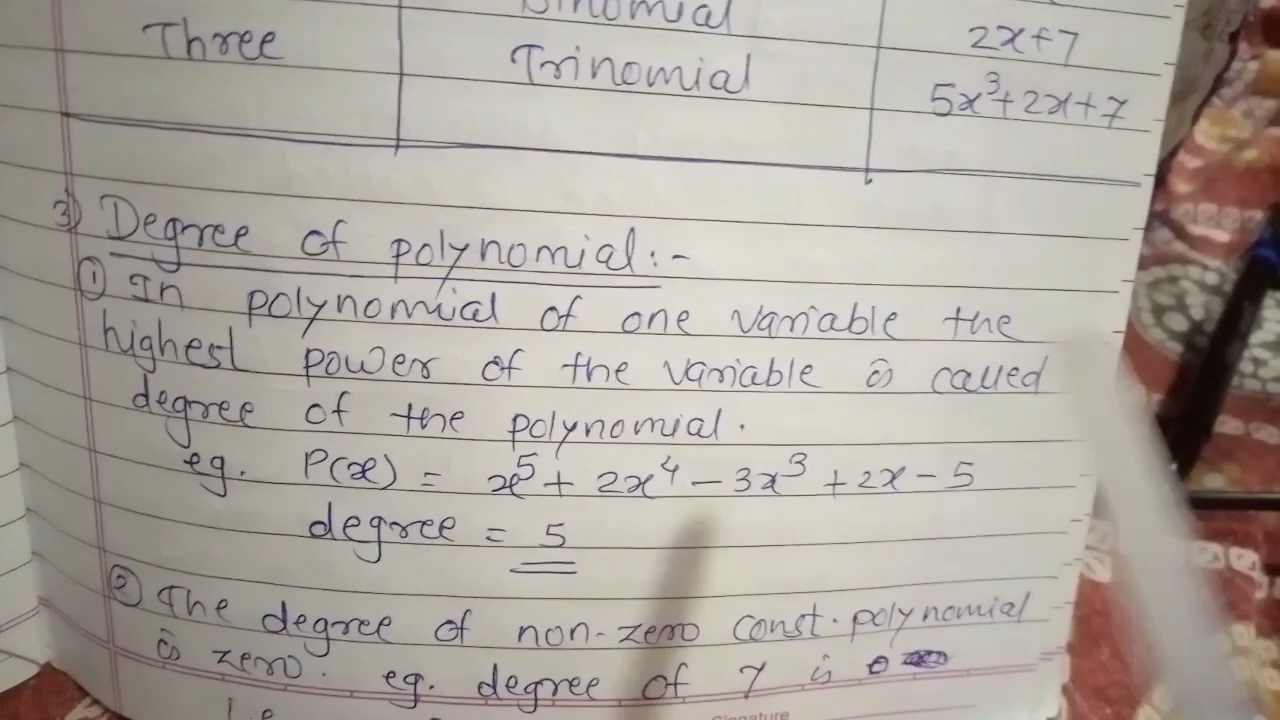 Binomial
2x+7
Three Trinomial 5x³+2x+7
3) Degree of polynomial:-
① In polynomial of one variable the
highest power of the variable is called
degree of the polynomial.
eg. P(x) = x⁵ + 2x⁴ - 3x³ + 2x - 5
degree = 5
② The degree of non-zero const. polynomial
is zero. eg. degree of 7 is 0
Signature